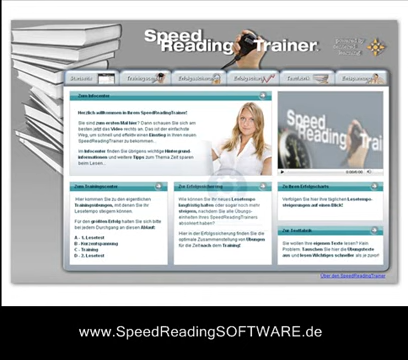 Speed
Reading Trainer
Startseite
Zum Infocenter
Herzlich willkommen in Ihrem SpeedReadingTrainer!
Sie sind zum ersten Mal hier? Dann schauen Sie sich am
besten jetzt das Video rechts an. Das ist der einfachste
Weg, um schnell und effektiv einen Einstieg in Ihren neuen
SpeedReadingTrainer zu bekommen.
Im Infocenter finden Sie übrigens wichtige Hintergrund-
informationen und weitere Tipps zum Thema Zeit sparen
beim Lesen...
Speed
Reading Trai
Zum Trainingscenter
Hier kommen Sie zu den eigentlichen
Trainingsübungen, mit denen Sie Ihr
Lesetempo steigern können.
Für den größten Erfolg halten Sie sich bitte
bei jedem Durchgang an diesen Ablauf:
A - 1. Lesetest
B - Kurzentspannung
C - Training
D - 2. Lesetest
Zur Erfolgssicherung
Wie können Sie Ihr neues Lesetempo
langfristig halten oder sogar noch mehr
steigern, nachdem Sie alle Übungs-
einheiten Ihres SpeedReadingTrainers
absolviert haben?
Hier in der Erfolgssicherung finden Sie die
optimale Zusammenstellung von Übungen
für die Zeit nach dem Training!
Zu Ihrer Erfolgskurve
Verfolgen Sie hier Ihre täglichen Lesetempo-
steigerungen auf einen Blick!
Zur Textfabrik
Sie wollen Ihre eigenen Texte lesen? Kein
Problem. Tauschen Sie hier die Übungstexte
aus und lesen Wichtiges schneller als je zuvor!
Über den SpeedReadingTrainer
www.SpeedReadingSOFTWARE.de